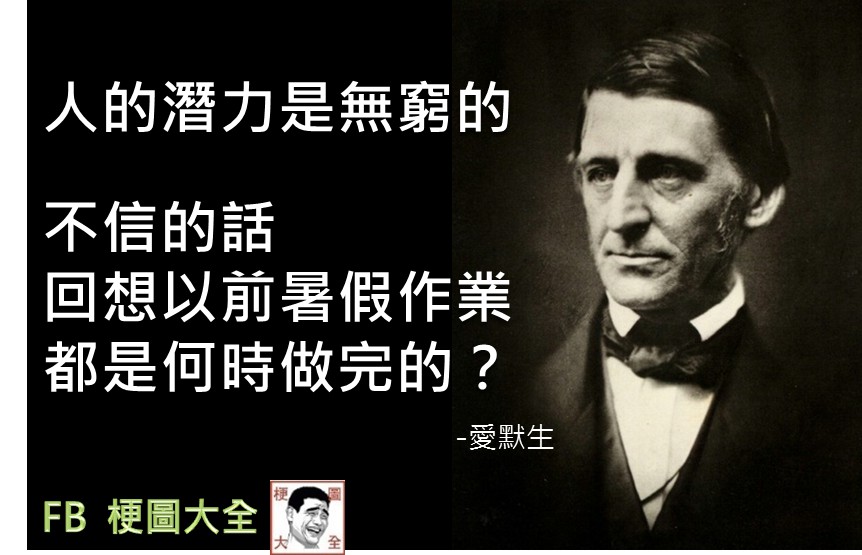 人的潛力是無窮的
不信的話
回想以前暑假作業
都是何時做完的？
-愛默生
FB 梗圖大全
梗圖
大全